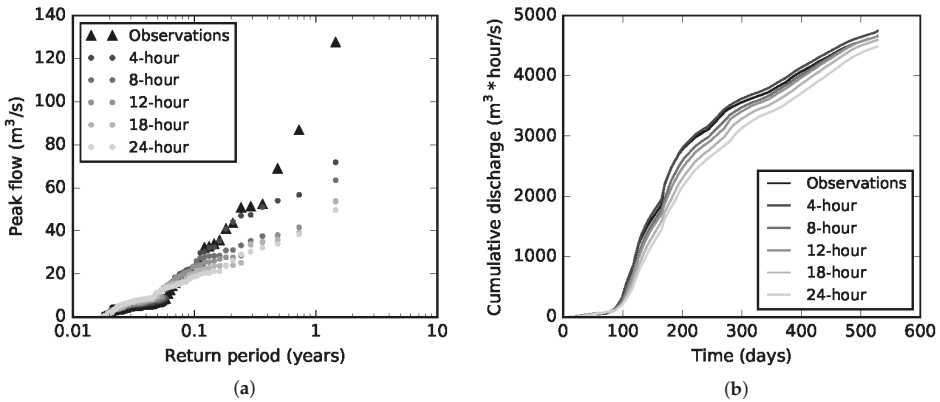 140
120
100
80
60
40
20
0
Peak flow (m³/s)
Observations
4-hour
8-hour
12-hour
18-hour
24-hour
0.01 0.1 1 10
Return period (years)
(a)
5000
4000
3000
2000
1000
0
Cumulative discharge (m³*hour/s)
Observations
4-hour
8-hour
12-hour
18-hour
24-hour
0 100 200 300 400 500 600
Time (days)
(b)